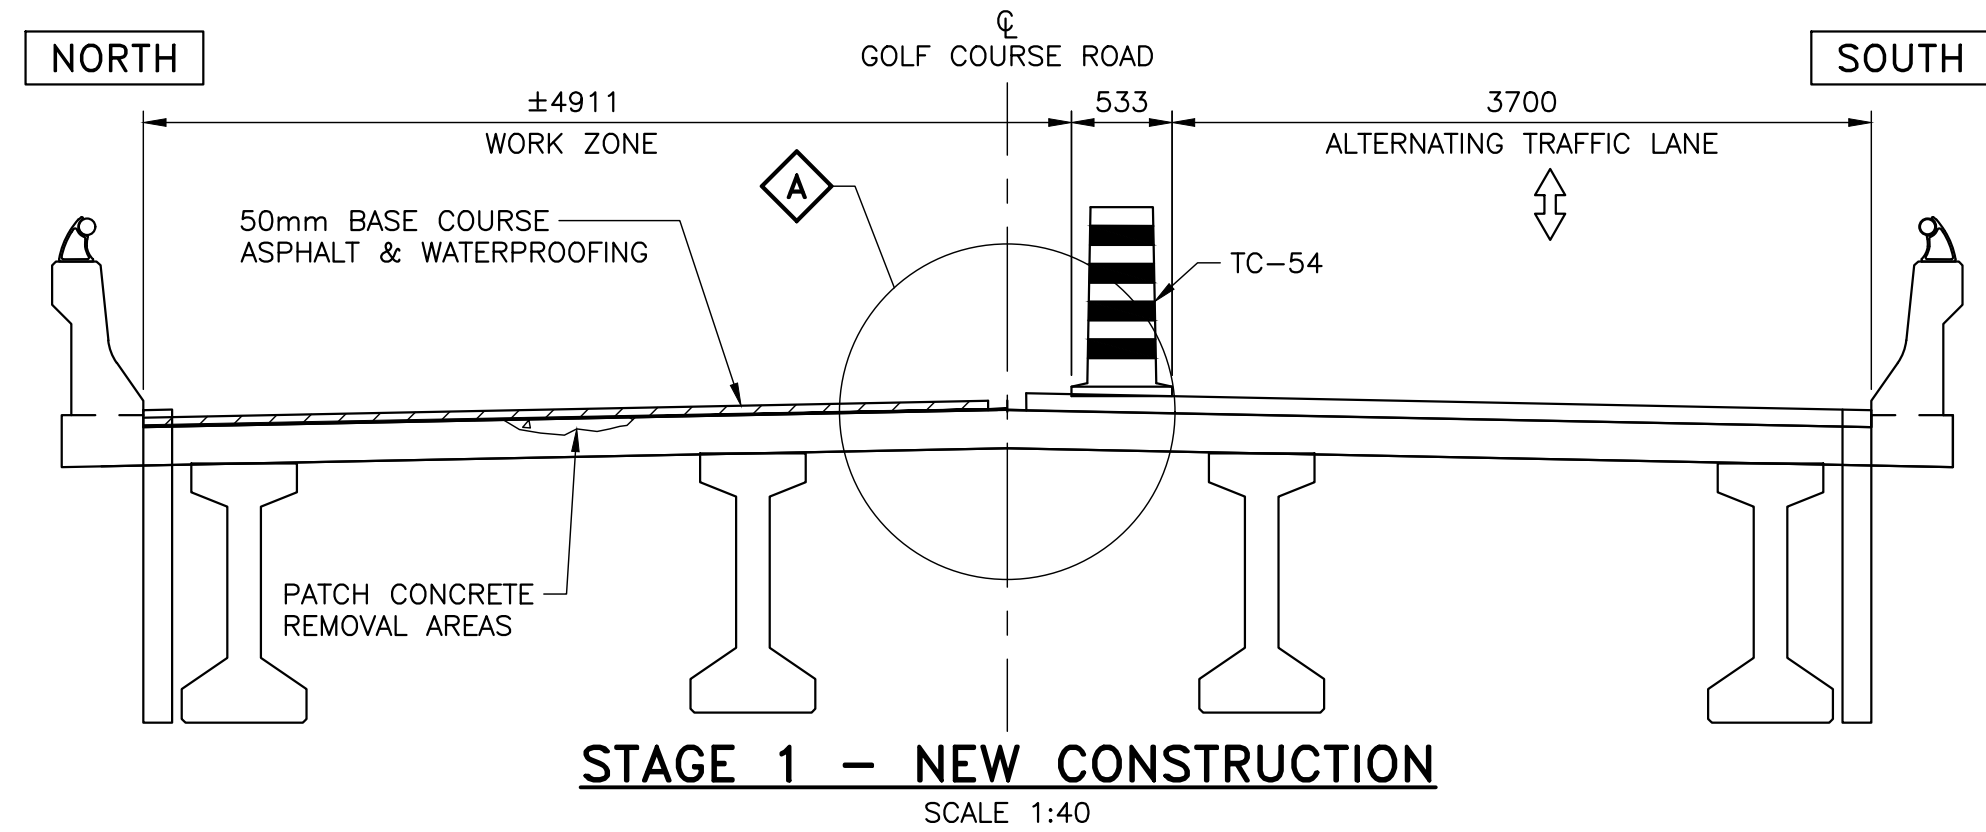 ℄
GOLF COURSE ROAD
NORTH
SOUTH
±4911
533
3700
WORK ZONE
ALTERNATING TRAFFIC LANE
A
50mm BASE COURSE
ASPHALT & WATERPROOFING
TC-54
PATCH CONCRETE
REMOVAL AREAS
STAGE 1 - NEW CONSTRUCTION
SCALE 1:40